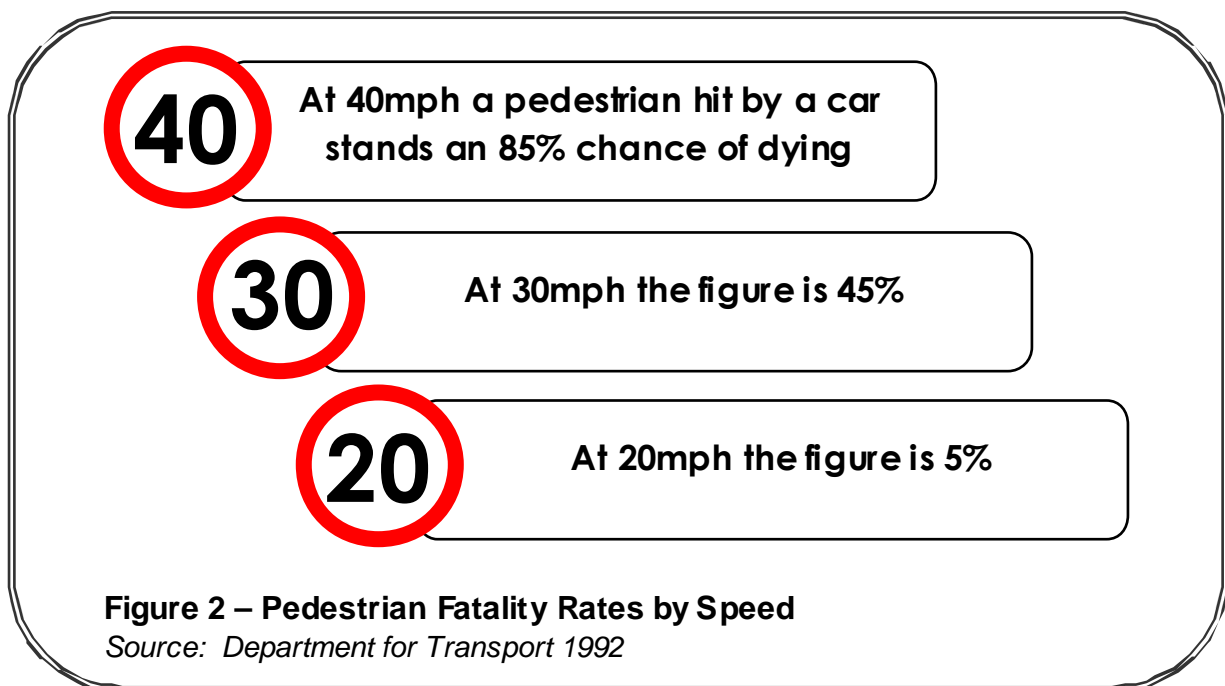 40
At 40mph a pedestrian hit by a car
stands an 85% chance of dying
30
At 30mph the figure is 45%
20
At 20mph the figure is 5%
Figure 2 – Pedestrian Fatality Rates by Speed
Source: Department for Transport 1992